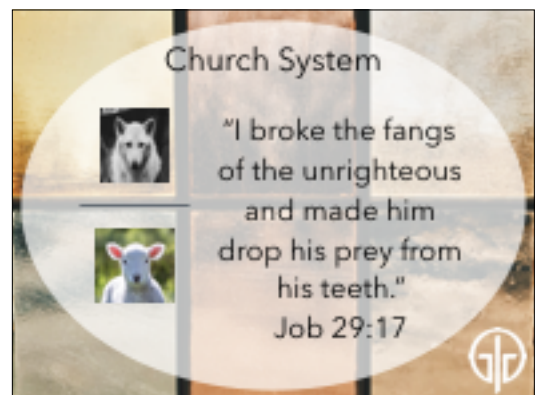 Church System
"I broke the fangs
of the unrighteous
and made him
drop his prey from
his teeth."
Job 29:17